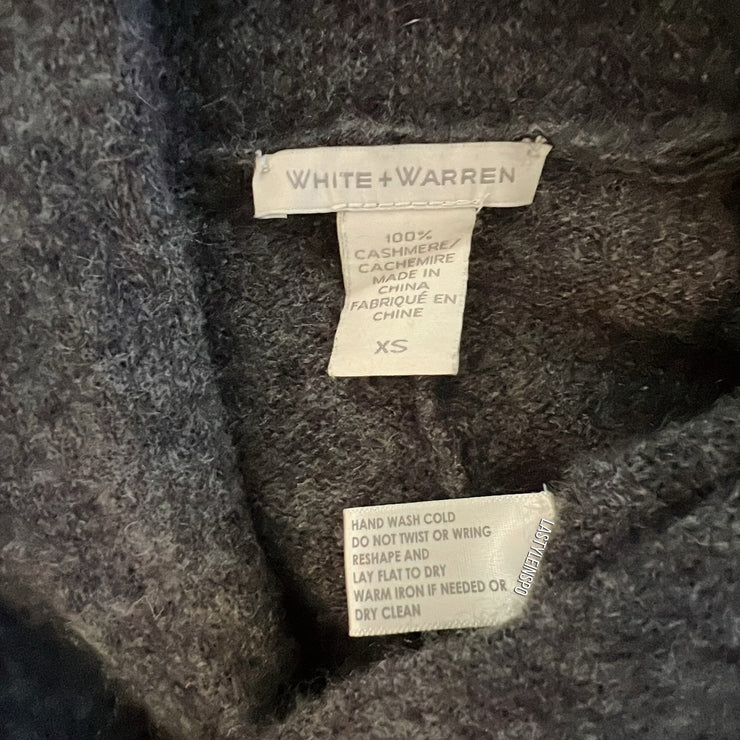 WHITE + WARREN
100%
CASHMERE/
CACHEMIRE
MADE IN
CHINA
FABRIQUÉ EN
CHINE
XS
HAND WASH COLD
DO NOT TWIST OR WRING
RESHAPE AND
LAY FLAT TO DRY
WARM IRON IF NEEDED OR
DRY CLEAN
LASTYLENSPO